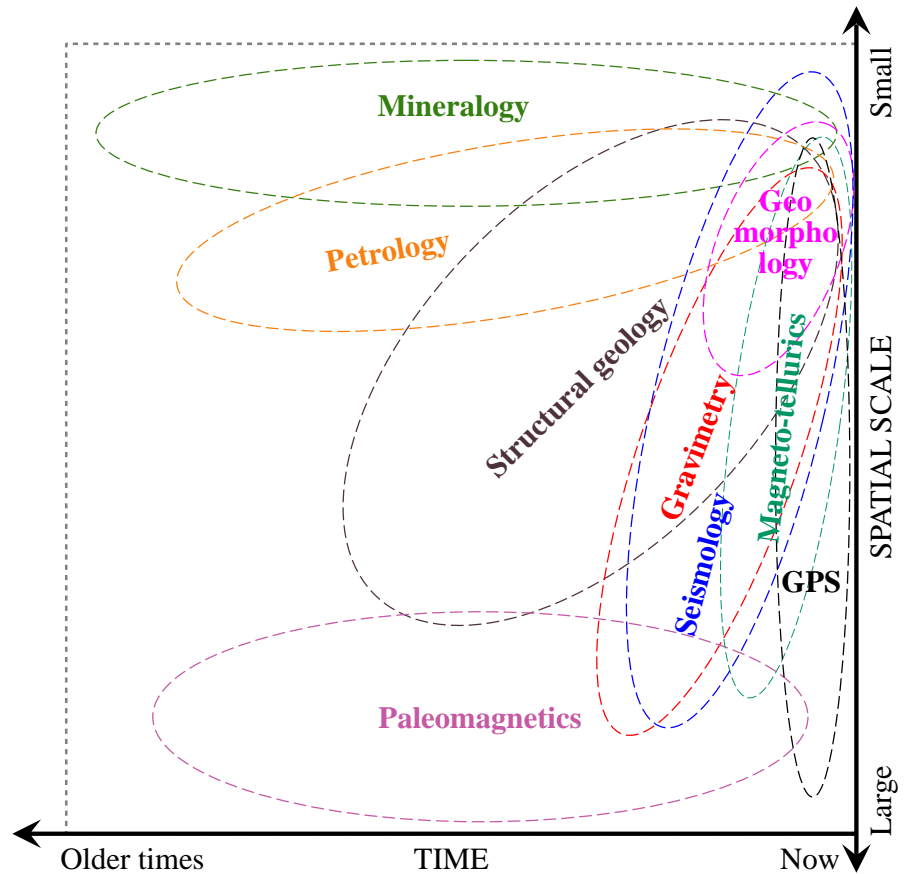 Small
Mineralogy
Geo
morpho
logy
Petrology
Structural geology
Magneto-tellurics
Gravimetry
SPATIAL SCALE
Seismology
GPS
Paleomagnetics
Large
Older times
TIME
Now